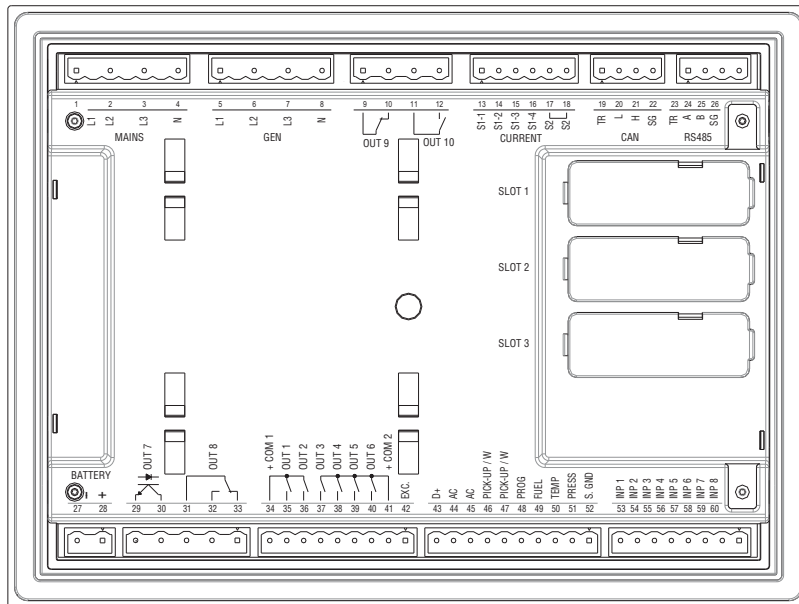 1 2 3 4 5 6 7 8 9 10 11 12 13 14 15 16 17 18 19 20 21 22 23 24 25 26
L1 L2 L3 N L1 L2 L3 N S1-1 S1-2 S1-3 S1-4 S2 S2 TR L H SG TR A B SG
MAINS GEN OUT 9 OUT 10 CURRENT CAN RS485
SLOT 1
SLOT 2
SLOT 3
BATTERY OUT 7 OUT 8 + COM 1 OUT 1 OUT 2 OUT 3 OUT 4 OUT 5 OUT 6 + COM 2 EXC. D+ AC AC PICK-UP / W PICK-UP / W PROG FUEL TEMP PRESS S. GND INP 1 INP 2 INP 3 INP 4 INP 5 INP 6 INP 7 INP 8
– +
27 28 29 30 31 32 33 34 35 36 37 38 39 40 41 42 43 44 45 46 47 48 49 50 51 52 53 54 55 56 57 58 59 60